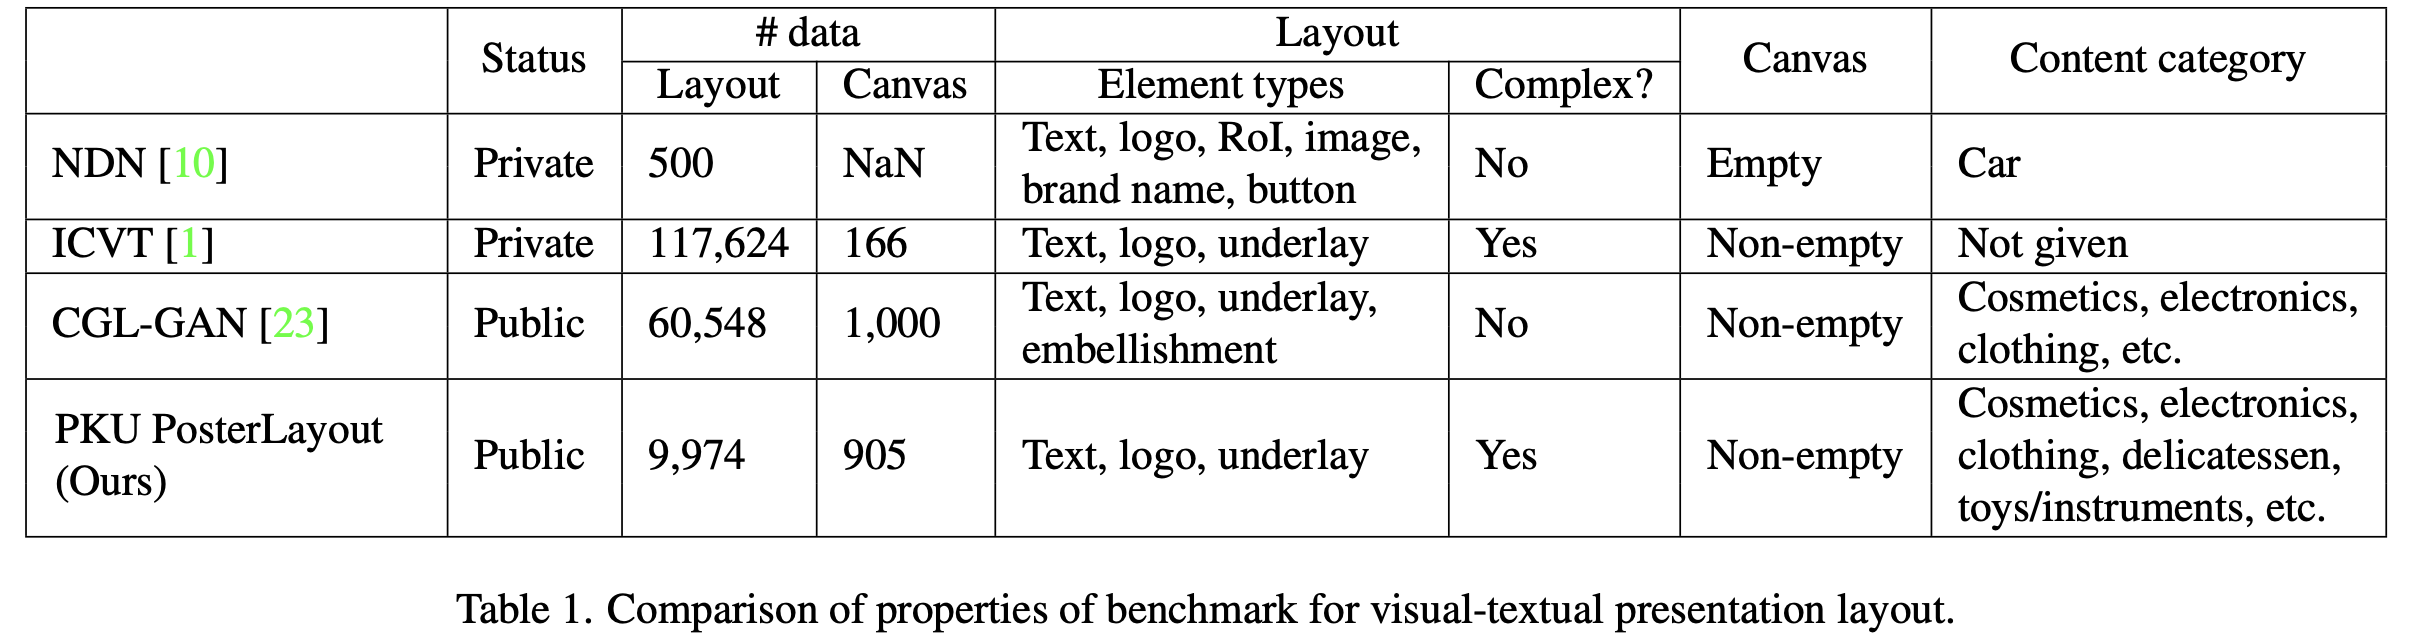 Status # data Layout Canvas Content category
Layout Canvas Element types Complex?
NDN [10] Private 500 NaN Text, logo, RoI, image, brand name, button No Empty Car
ICVT [1] Private 117,624 166 Text, logo, underlay Yes Non-empty Not given
CGL-GAN [23] Public 60,548 1,000 Text, logo, underlay, embellishment No Non-empty Cosmetics, electronics, clothing, etc.
PKU PosterLayout (Ours) Public 9,974 905 Text, logo, underlay Yes Non-empty Cosmetics, electronics, clothing, delicatessen, toys/instruments, etc.
Table 1. Comparison of properties of benchmark for visual-textual presentation layout.